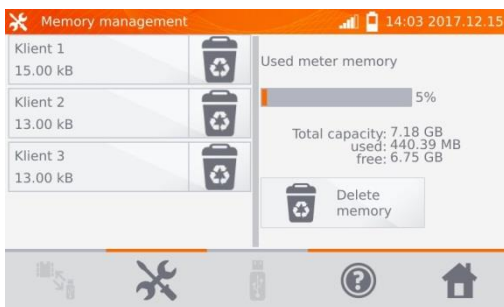 Memory management
14:03 2017.12.15
Klient 1
15.00 kB
Klient 2
13.00 kB
Klient 3
13.00 kB
Used meter memory
5%
Total capacity: 7.18 GB
used: 440.39 MB
free: 6.75 GB
Delete
memory